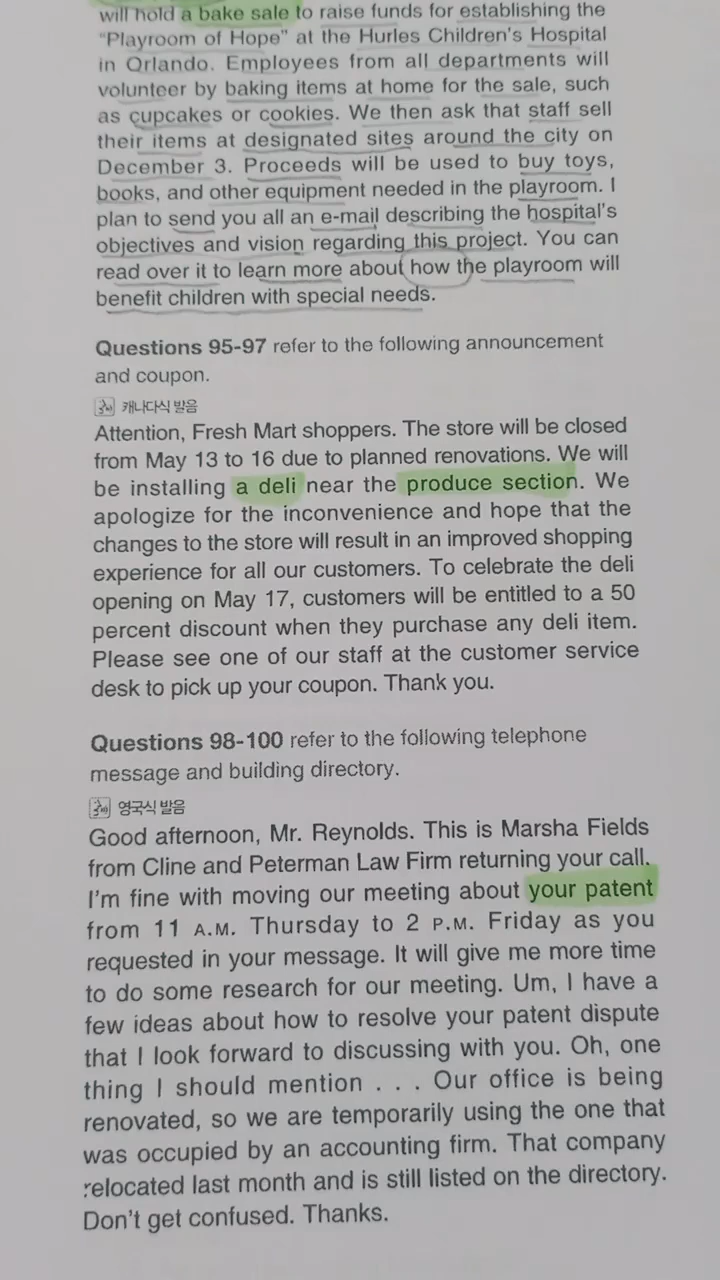 will hold a bake sale to raise funds for establishing the
“Playroom of Hope” at the Hurles Children’s Hospital
in Orlando. Employees from all departments will
volunteer by baking items at home for the sale, such
as cupcakes or cookies. We then ask that staff sell
their items at designated sites around the city on
December 3. Proceeds will be used to buy toys,
books, and other equipment needed in the playroom. I
plan to send you all an e-mail describing the hospital’s
objectives and vision regarding this project. You can
read over it to learn more about how the playroom will
benefit children with special needs.
Questions 95-97 refer to the following announcement
and coupon.
캐나다식 발음
Attention, Fresh Mart shoppers. The store will be closed
from May 13 to 16 due to planned renovations. We will
be installing a deli near the produce section. We
apologize for the inconvenience and hope that the
changes to the store will result in an improved shopping
experience for all our customers. To celebrate the deli
opening on May 17, customers will be entitled to a 50
percent discount when they purchase any deli item.
Please see one of our staff at the customer service
desk to pick up your coupon. Thank you.
Questions 98-100 refer to the following telephone
message and building directory.
영국식 발음
Good afternoon, Mr. Reynolds. This is Marsha Fields
from Cline and Peterman Law Firm returning your call.
I’m fine with moving our meeting about your patent
from 11 A.M. Thursday to 2 P.M. Friday as you
requested in your message. It will give me more time
to do some research for our meeting. Um, I have a
few ideas about how to resolve your patent dispute
that I look forward to discussing with you. Oh, one
thing I should mention . . . Our office is being
renovated, so we are temporarily using the one that
was occupied by an accounting firm. That company
relocated last month and is still listed on the directory.
Don’t get confused. Thanks.